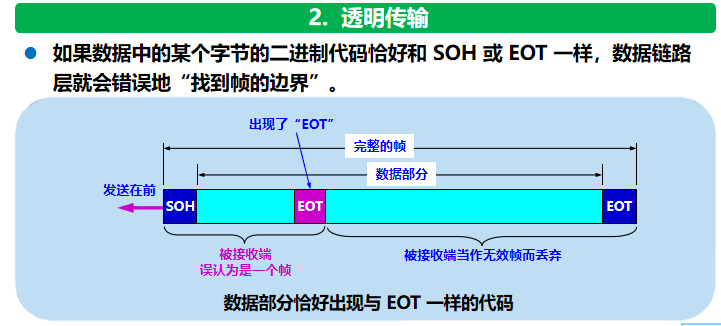 2. 透明传输
如果数据中的某个字节的二进制代码恰好和 SOH 或 EOT 一样，数据链路
层就会错误地“找到帧的边界”。
出现了“EOT”
完整的帧
数据部分
发送在前
SOH
EOT
EOT
被接收端
误认为是一个帧
被接收端当作无效帧而丢弃
数据部分恰好出现与 EOT 一样的代码